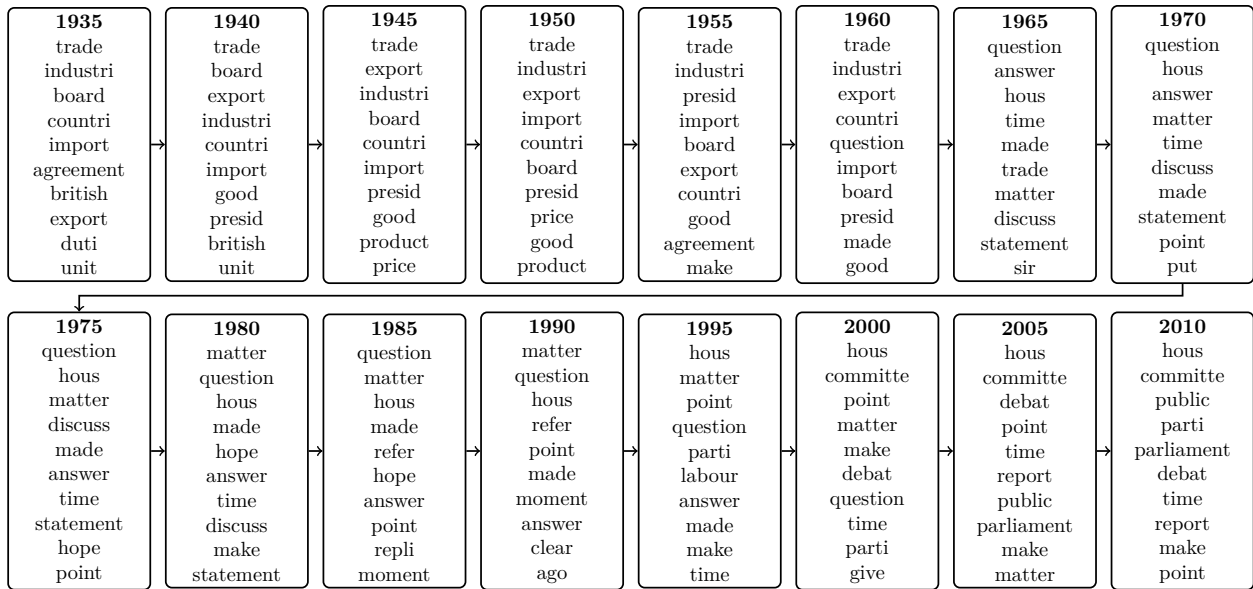 1935
trade
industri
board
countri
import
agreement
british
export
duti
unit
1940
trade
board
export
industri
countri
import
good
presid
british
unit
1945
trade
export
industri
board
countri
import
presid
good
product
price
1950
trade
industri
export
import
countri
board
presid
price
good
product
1955
trade
industri
presid
import
board
export
countri
good
agreement
make
1960
trade
industri
export
countri
question
import
board
presid
made
good
1965
question
answer
hous
time
made
trade
matter
discuss
statement
sir
1970
question
hous
answer
matter
time
discuss
made
statement
point
put
1975
question
hous
matter
discuss
made
answer
time
statement
hope
point
1980
matter
question
hous
made
hope
answer
time
discuss
make
statement
1985
question
matter
hous
made
refer
hope
answer
point
repli
moment
1990
matter
question
hous
refer
point
made
moment
answer
clear
ago
1995
hous
matter
point
question
parti
labour
answer
made
make
time
2000
hous
committe
point
matter
make
debat
question
time
parti
give
2005
hous
committe
debat
point
time
report
public
parliament
make
matter
2010
hous
committe
public
parti
parliament
debat
time
report
make
point